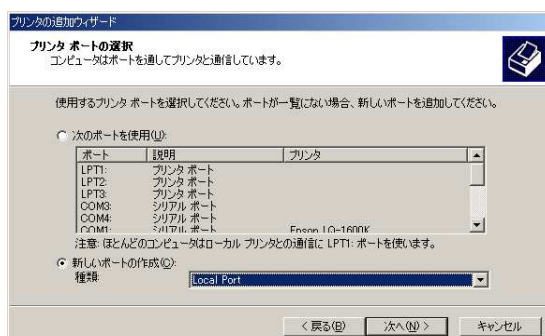 プリンタの追加ウィザード
プリンタ ポートの選択
コンピュータはポートを通してプリンタと通信しています。
使用するプリンタ ポートを選択してください。ポートが一覧にない場合、新しいポートを追加してください。
次のポートを使用(U):
ポート 説明 プリンタ
LPT1: プリンタ ポート
LPT2: プリンタ ポート
LPT3: プリンタ ポート
COM3: シリアル ポート
COM4: シリアル ポート
COM1: シリアル ポート Epson LQ-1600K
注意: ほとんどのコンピュータはローカル プリンタとの通信に LPT1: ポートを使います。
新しいポートの作成(C):
種類: Local Port
< 戻る(B) 次へ(N) > キャンセル